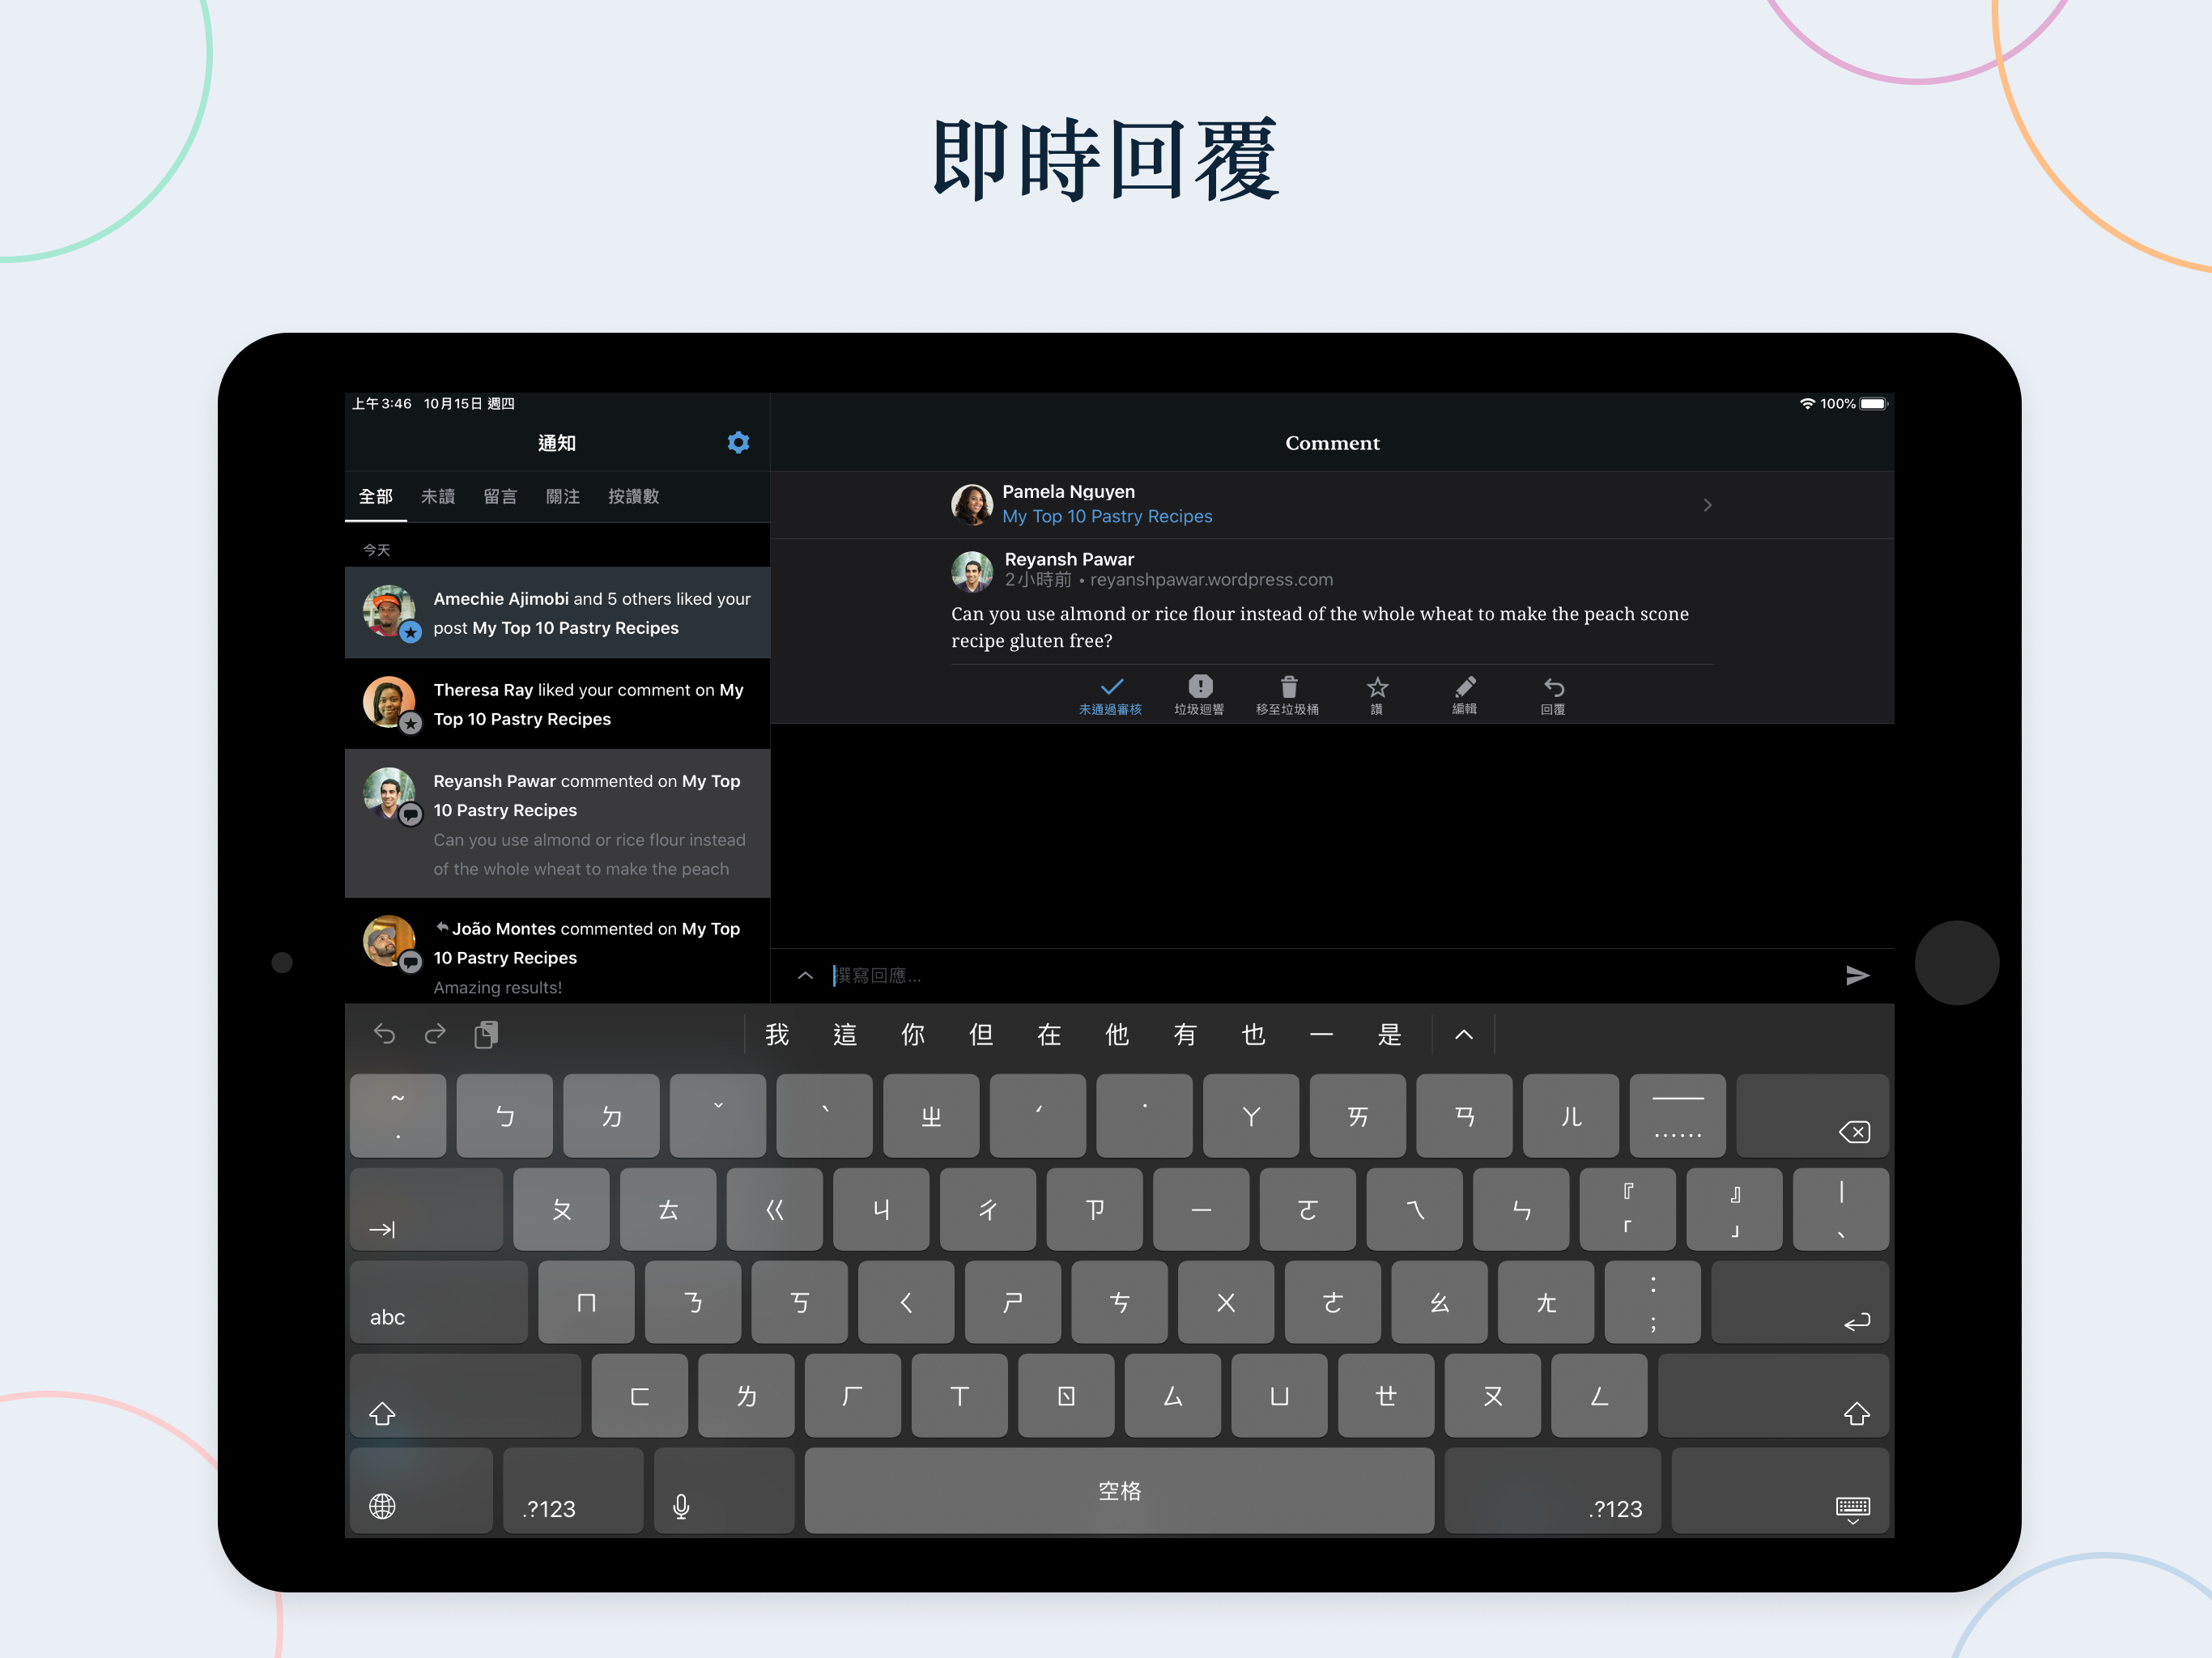 即時回覆
上午3:46 10月15日 週四
100%
通知
Comment
全部 未讀 留言 關注 按讚數
今天
Amechie Ajimobi and 5 others liked your
post My Top 10 Pastry Recipes
Theresa Ray liked your comment on My
Top 10 Pastry Recipes
Reyansh Pawar commented on My Top
10 Pastry Recipes
Can you use almond or rice flour instead
of the whole wheat to make the peach
João Montes commented on My Top
10 Pastry Recipes
Amazing results!
Pamela Nguyen
My Top 10 Pastry Recipes
Reyansh Pawar
2小時前 • reyanshpawar.wordpress.com
Can you use almond or rice flour instead of the whole wheat to make the peach scone
recipe gluten free?
未通過審核 垃圾迴響 移至垃圾桶 讚 編輯 回覆
撰寫回應...
我 這 你 但 在 他 有 也 一 是
~ . ㄅ ㄉ ˇ ˋ ㄓ ˊ ˙ ㄚ ㄞ ㄢ ㄦ — ……
ㄆ ㄊ ㄍ ㄐ ㄔ ㄗ ㄧ ㄛ ㄟ ㄣ 『 「 』 」 | 、
abc ㄇ ㄋ ㄎ ㄑ ㄕ ㄘ ㄨ ㄜ ㄠ ㄤ : ;
ㄈ ㄌ ㄏ ㄒ ㄖ ㄙ ㄩ ㄝ ㄡ ㄥ
.?123 空格 .?123